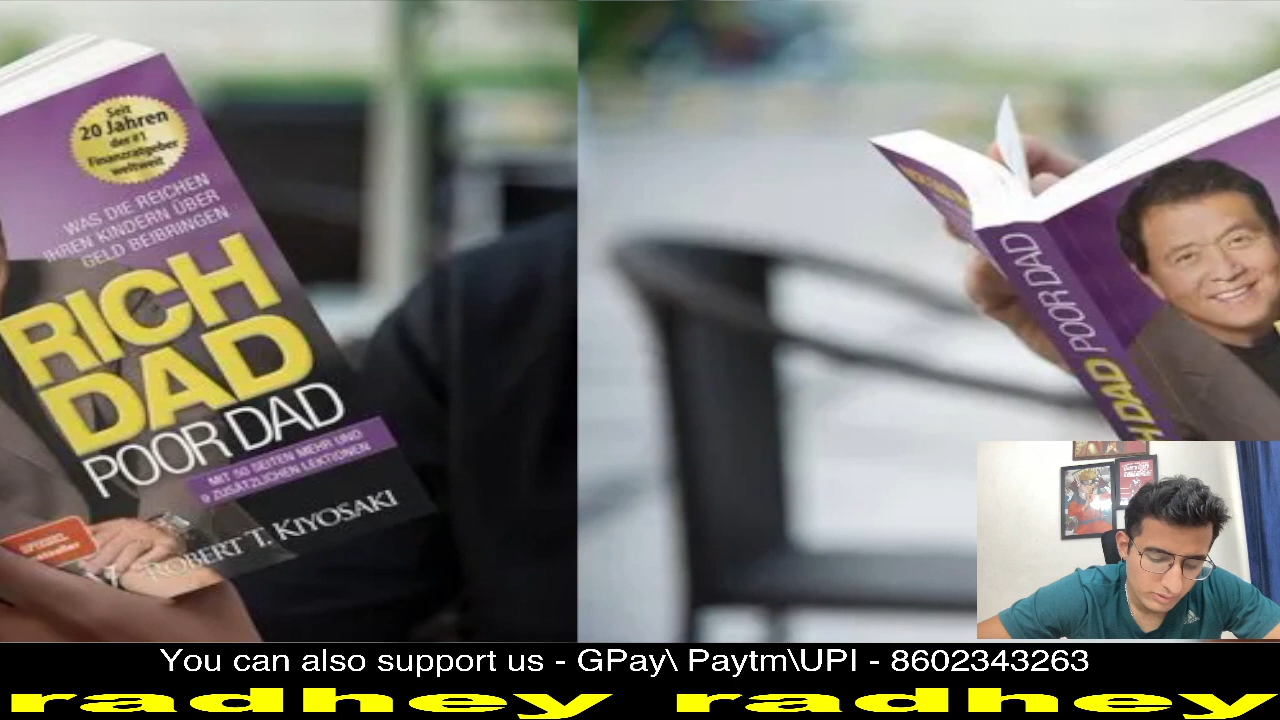 Seit
20 Jahren
der #1
Finanzratgeber
weltweit
WAS DIE REICHEN
IHREN KINDERN ÜBER
GELD BEIBRINGEN
RICH
DAD
POOR DAD
MIT 50 SEITEN MEHR UND
9 ZUSÄTZLICHEN LEKTIONEN
ROBERT T. KIYOSAKI
SPIEGEL
DAD POOR DAD
You can also support us - GPay\ Paytm\UPI - 8602343263
radhey radhey